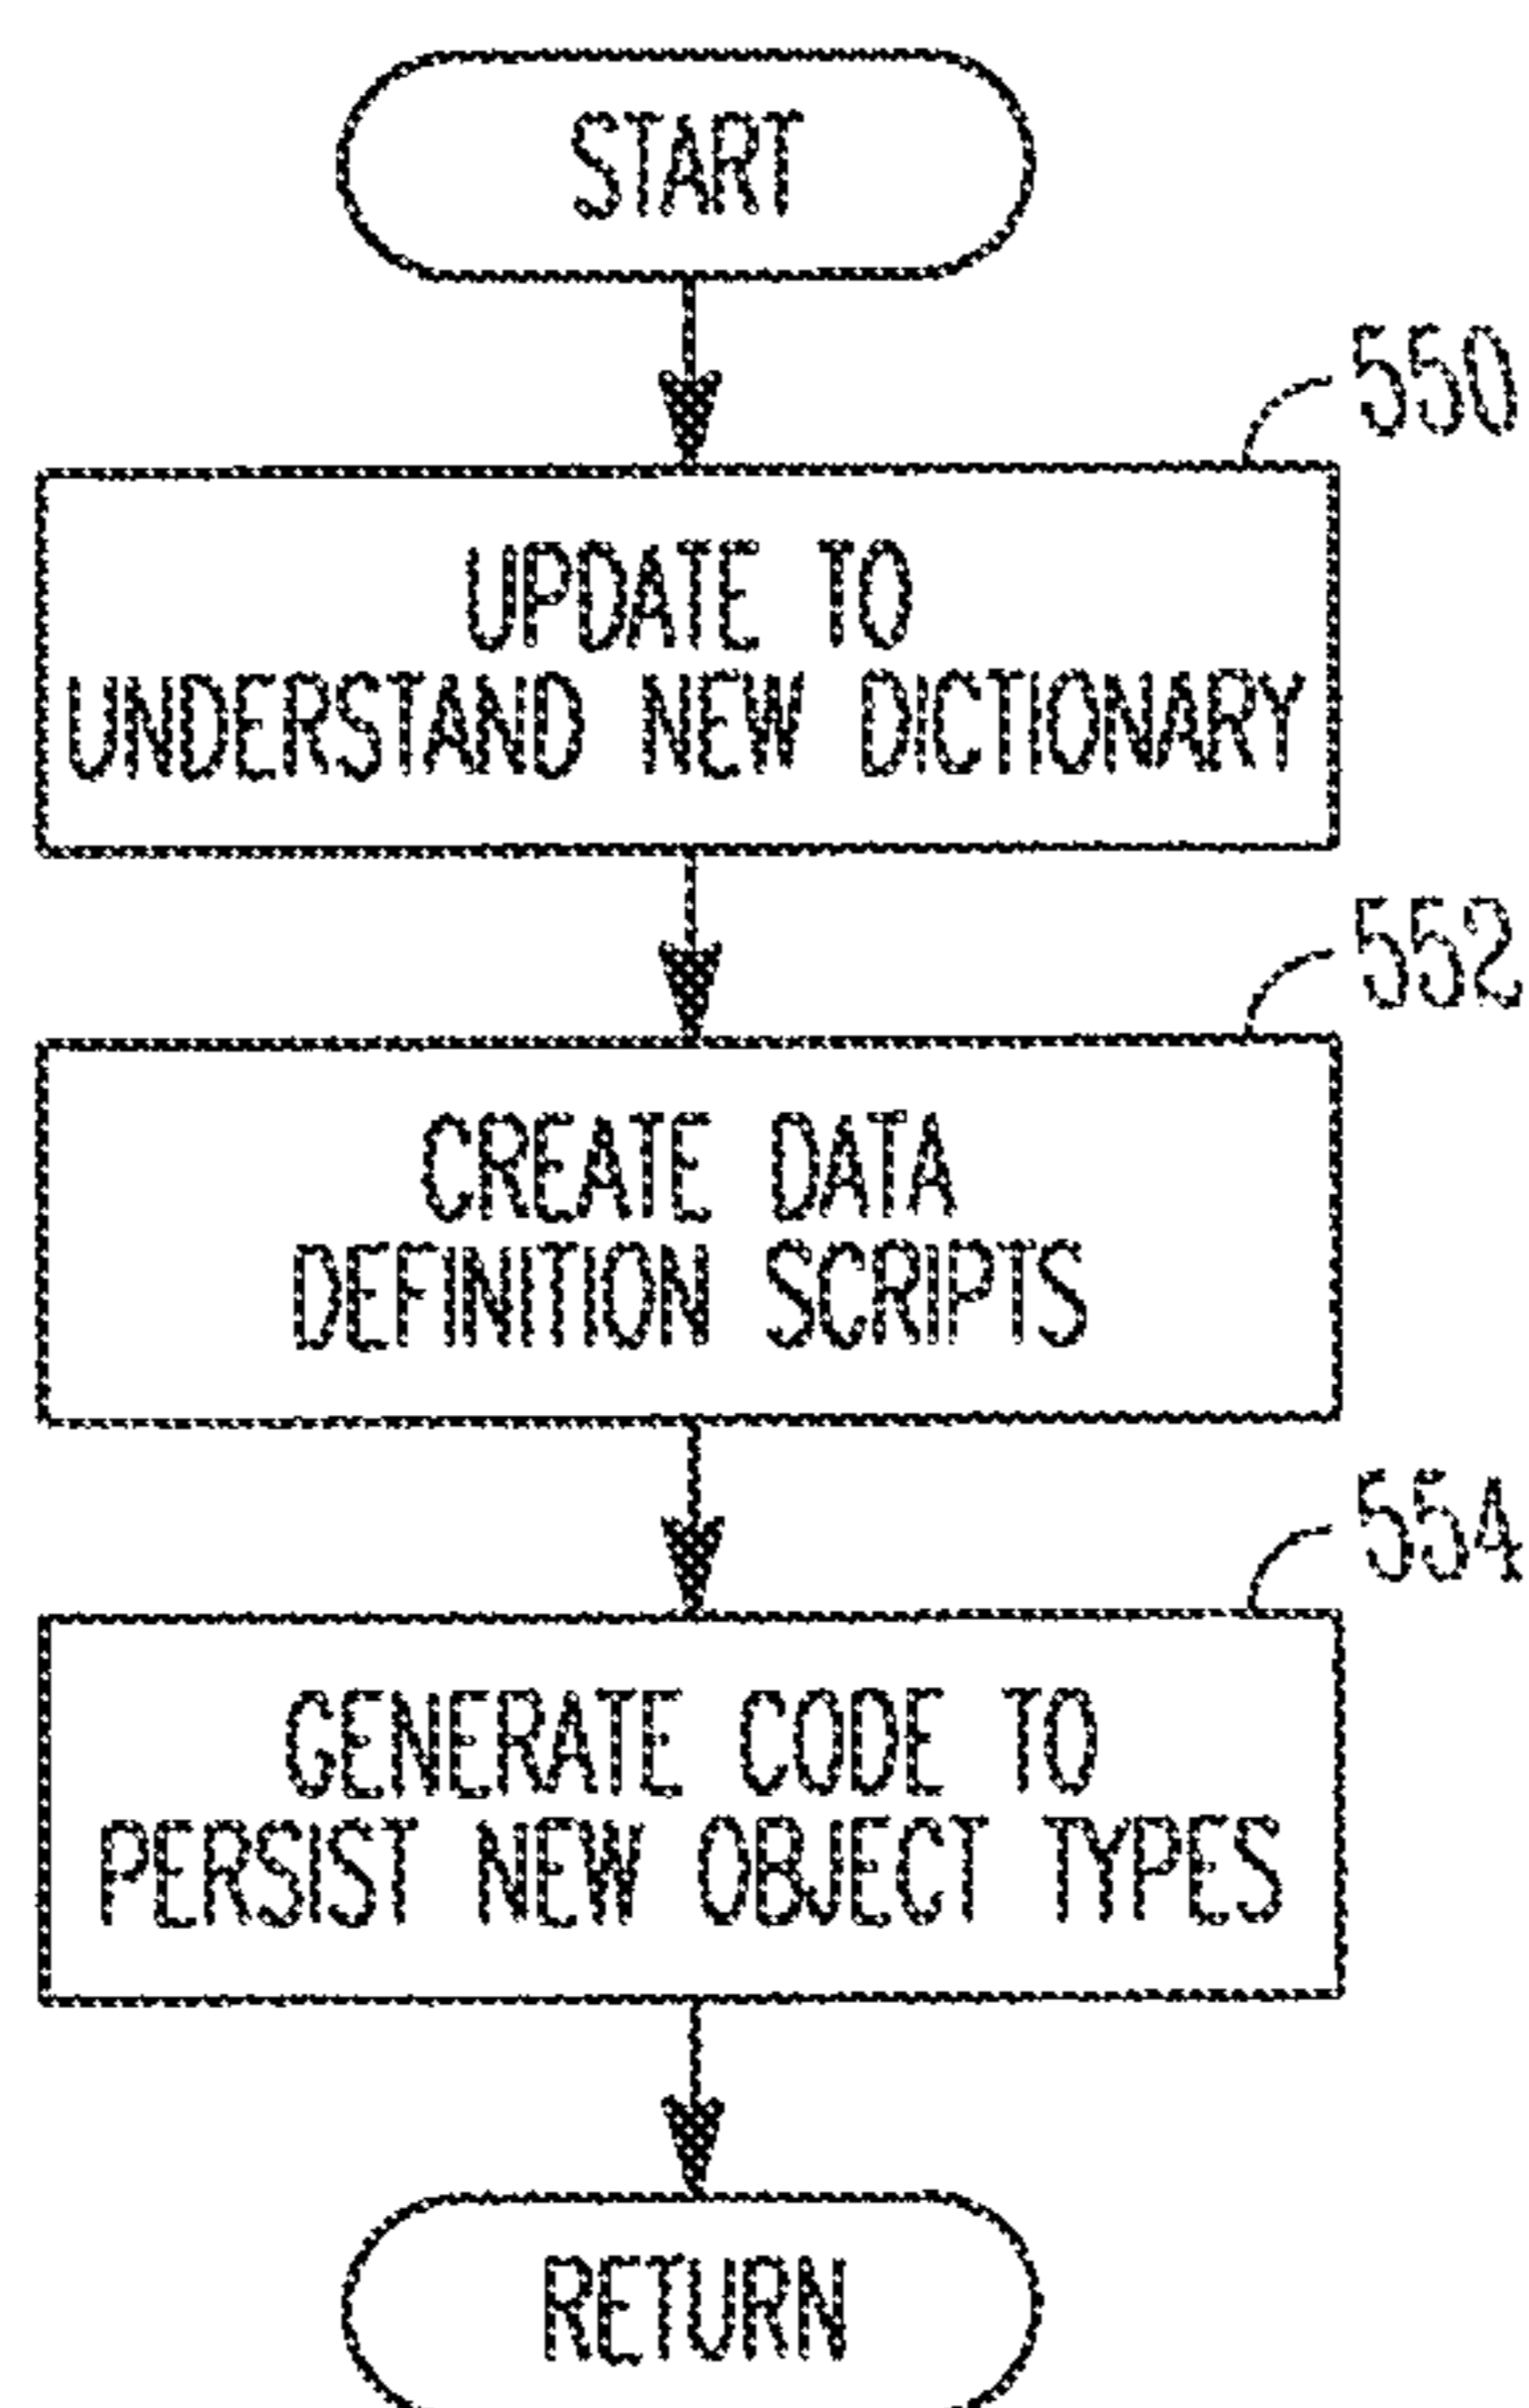 START
550
UPDATE TO
UNDERSTAND NEW DICTIONARY
552
CREATE DATA
DEFINITION SCRIPTS
554
GENERATE CODE TO
PERSIST NEW OBJECT TYPES
RETURN